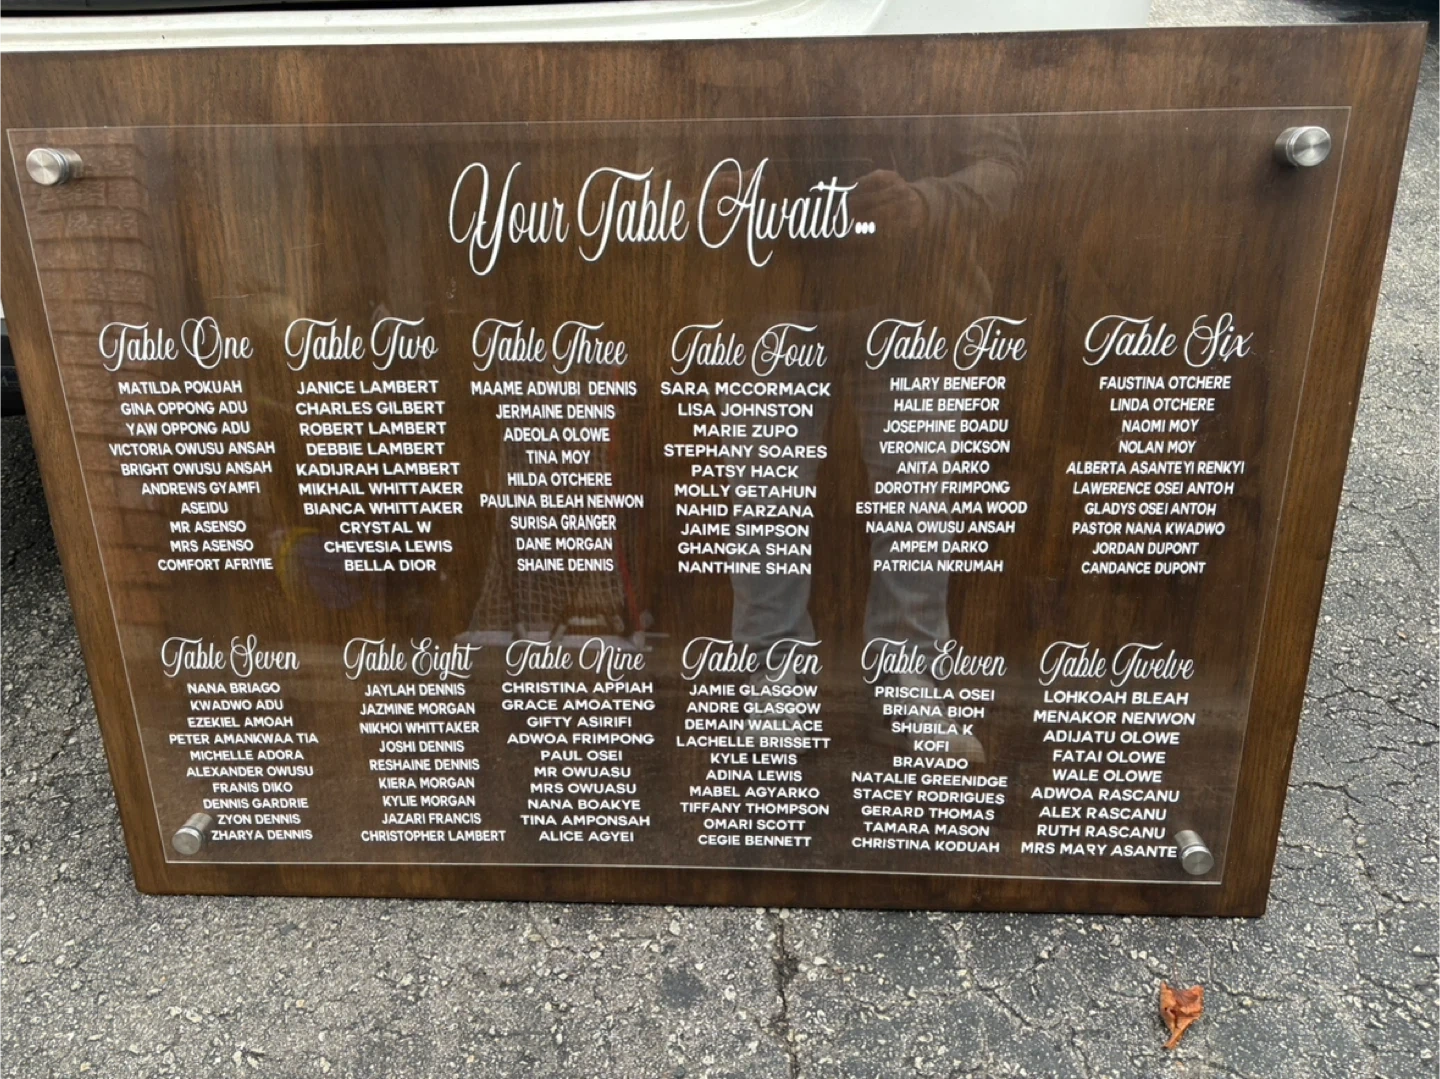 Your Table Awaits...
Table One
MATILDA POKUAH
GINA OPPONG ADU
YAW OPPONG ADU
VICTORIA OWUSU ANSAH
BRIGHT OWUSU ANSAH
ANDREWS GYAMFI
ASEIDU
MR ASENSO
MRS ASENSO
COMFORT AFRIYIE
Table Two
JANICE LAMBERT
CHARLES GILBERT
ROBERT LAMBERT
DEBBIE LAMBERT
KADIJRAH LAMBERT
MIKHAIL WHITTAKER
BIANCA WHITTAKER
CRYSTAL W
CHEVESIA LEWIS
BELLA DIOR
Table Three
MAAME ADWUBI DENNIS
JERMAINE DENNIS
ADEOLA OLOWE
TINA MOY
HILDA OTCHERE
PAULINA BLEAH NENWON
SURISA GRANGER
DANE MORGAN
SHAINE DENNIS
Table Four
SARA MCCORMACK
LISA JOHNSTON
MARIE ZUPO
STEPHANY SOARES
PATSY HACK
MOLLY GETAHUN
NAHID FARZANA
JAIME SIMPSON
GHANGKA SHAN
NANTHINE SHAN
Table Five
HILARY BENEFOR
HALIE BENEFOR
JOSEPHINE BOADU
VERONICA DICKSON
ANITA DARKO
DOROTHY FRIMPONG
ESTHER NANA AMA WOOD
NAANA OWUSU ANSAH
AMPEM DARKO
PATRICIA NKRUMAH
Table Six
FAUSTINA OTCHERE
LINDA OTCHERE
NAOMI MOY
NOLAN MOY
ALBERTA ASANTEYIRENKYI
LAWERENCE OSEI ANTOH
GLADYS OSEI ANTOH
PASTOR NANA KWADWO
JORDAN DUPONT
CANDANCE DUPONT
Table Seven
NANA BRIAGO
KWADWO ADU
EZEKIEL AMOAH
PETER AMANKWAA TIA
MICHELLE ADORA
ALEXANDER OWUSU
FRANIS DIKO
DENNIS GARDRIE
ZYON DENNIS
ZHARYA DENNIS
Table Eight
JAYLAH DENNIS
JAZMINE MORGAN
NIKHOI WHITTAKER
JOSHI DENNIS
RESHAINE DENNIS
KIERA MORGAN
KYLIE MORGAN
JAZARI FRANCIS
CHRISTOPHER LAMBERT
Table Nine
CHRISTINA APPIAH
GRACE AMOATENG
GIFTY ASIRIFI
ADWOA FRIMPONG
PAUL OSEI
MR OWUASU
MRS OWUASU
NANA BOAKYE
TINA AMPONSAH
ALICE AGYEI
Table Ten
JAMIE GLASGOW
ANDRE GLASGOW
DEMAIN WALLACE
LACHELLE BRISSETT
KYLE LEWIS
ADINA LEWIS
MABEL AGYARKO
TIFFANY THOMPSON
OMARI SCOTT
CEGIE BENNETT
Table Eleven
PRISCILLA OSEI
BRIANA BIOH
SHUBILA K
KOFI
BRAVADO
NATALIE GREENIDGE
STACEY RODRIGUES
GERARD THOMAS
TAMARA MASON
CHRISTINA KODUAH
Table Twelve
LOHKOAH BLEAH
MENAKOR NENWON
ADIJATU OLOWE
FATAI OLOWE
WALE OLOWE
ADWOA RASCANU
ALEX RASCANU
RUTH RASCANU
MRS MARY ASANTE